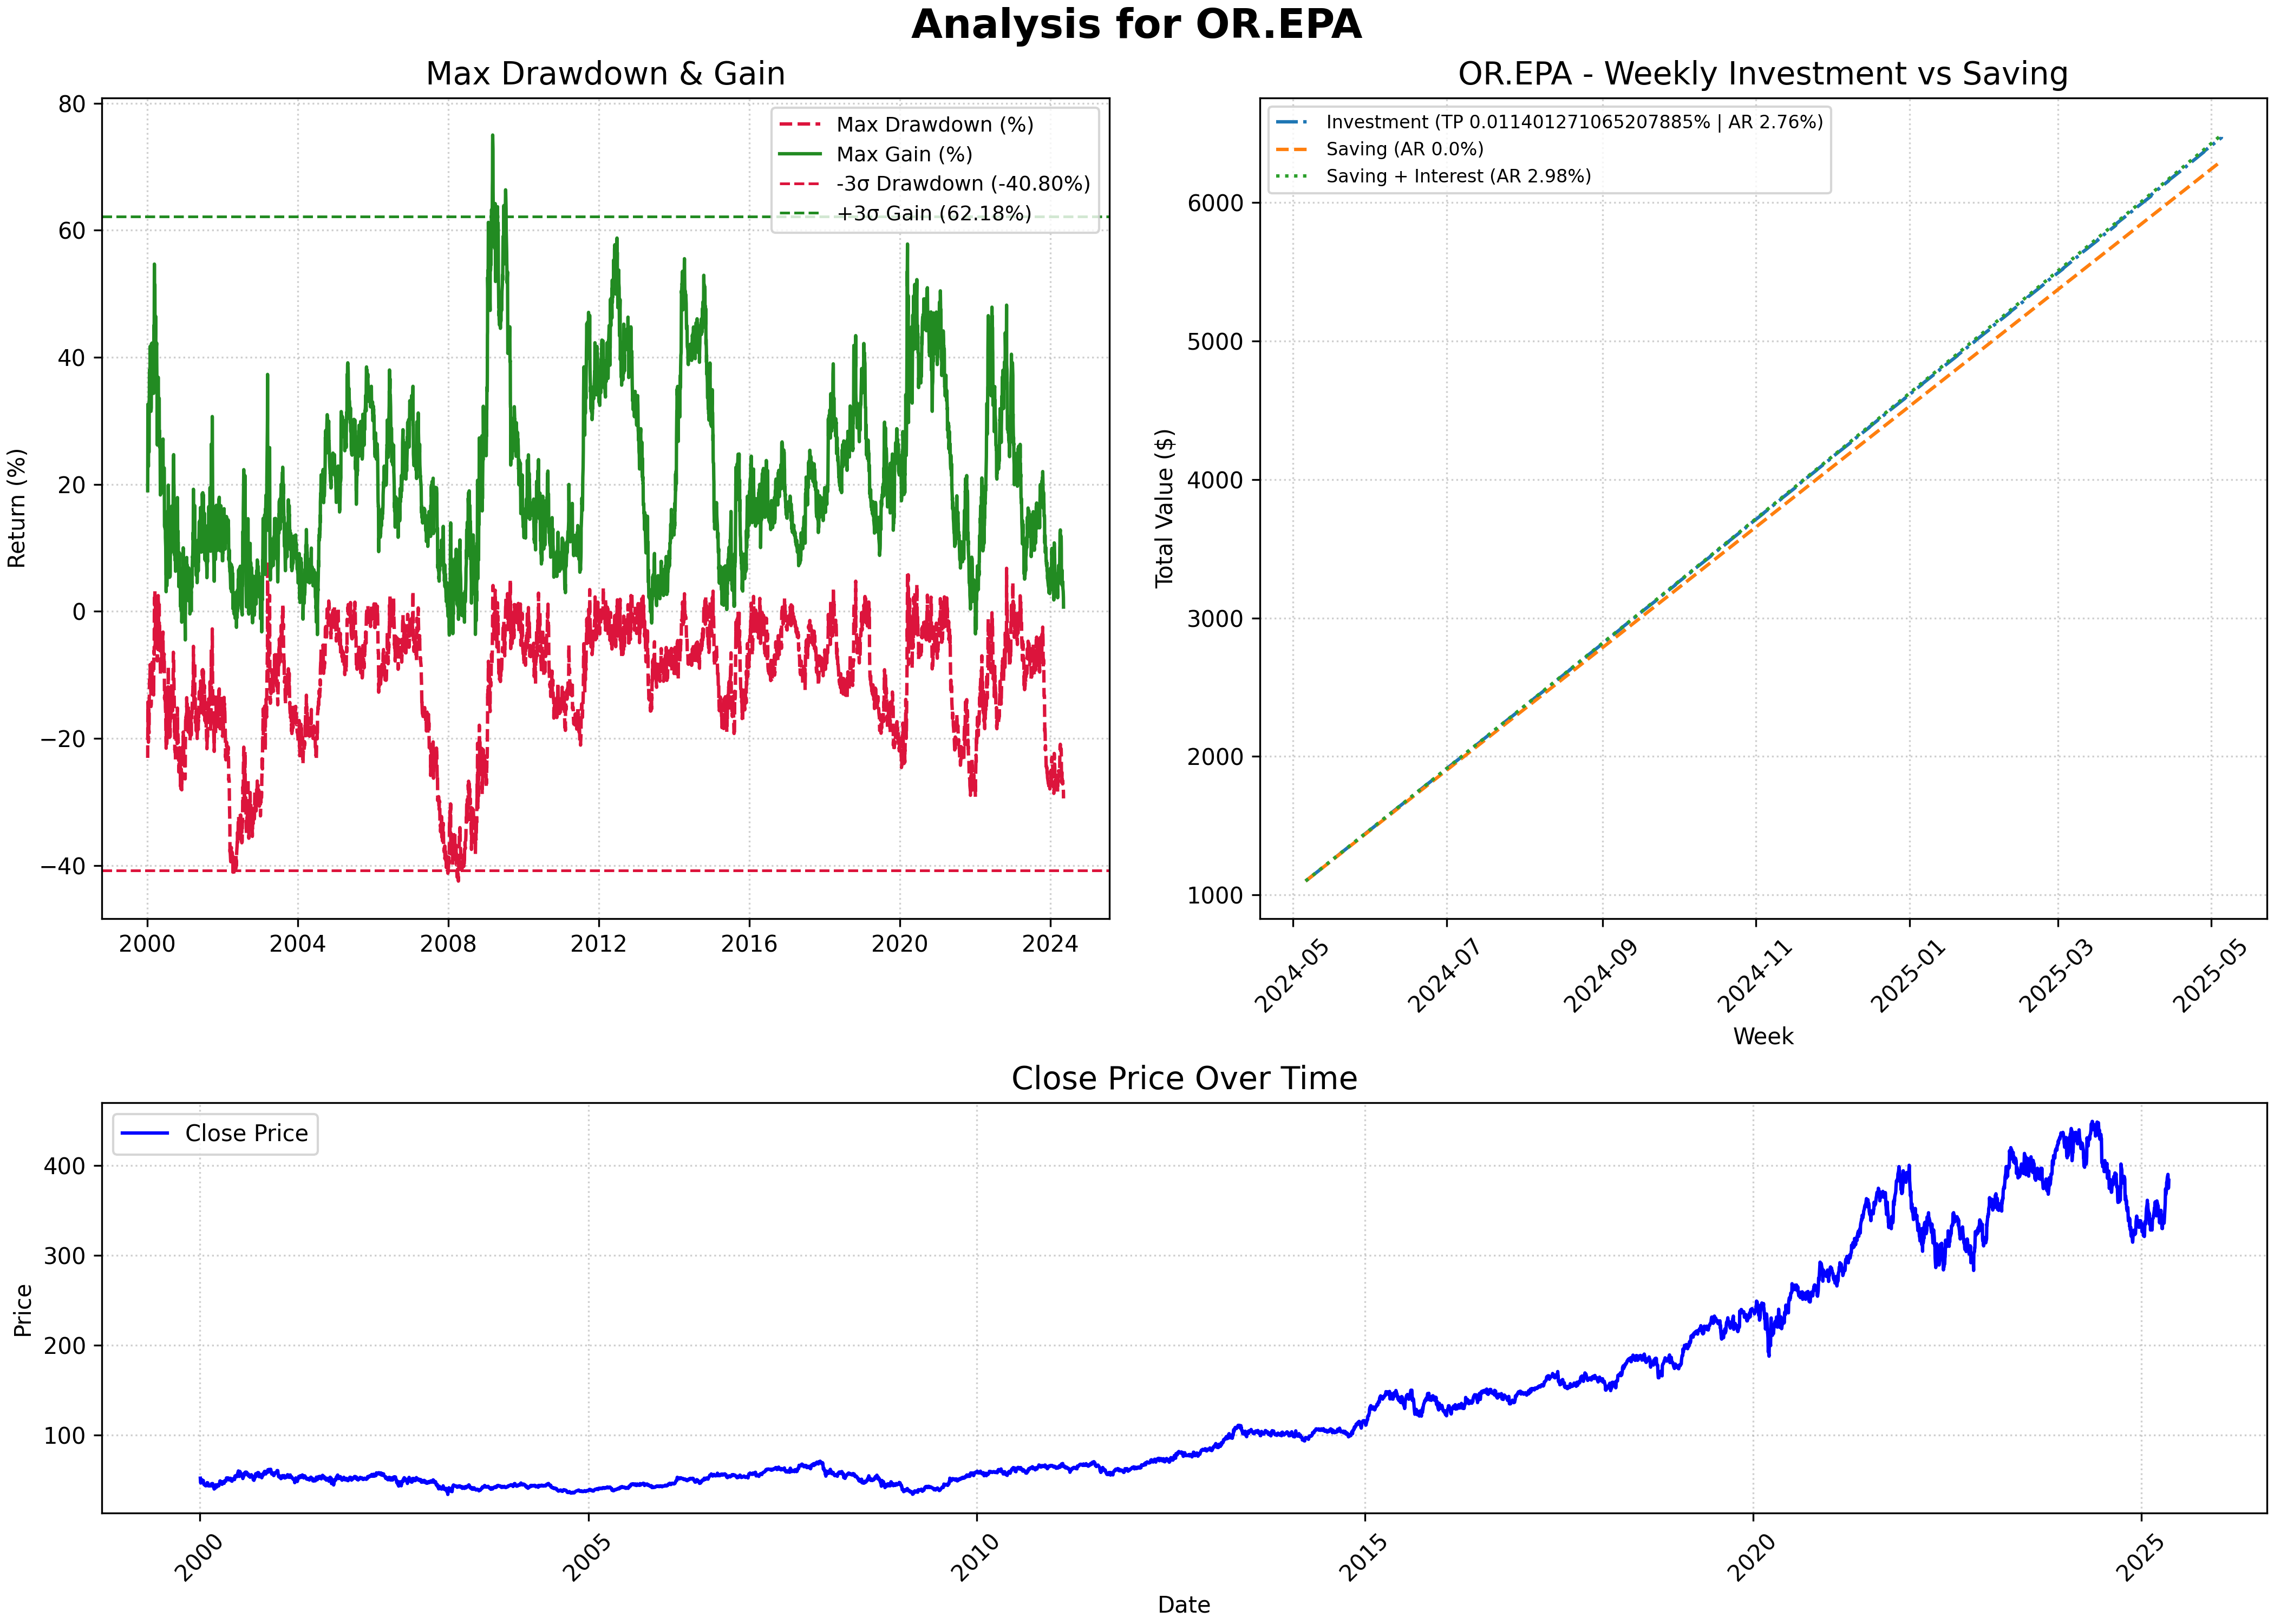 Analysis for OR.EPA
Max Drawdown & Gain
Return (%)
80
60
40
20
0
−20
−40
Max Drawdown (%)
Max Gain (%)
-3σ Drawdown (-40.80%)
+3σ Gain (62.18%)
2000
2004
2008
2012
2016
2020
2024
OR.EPA - Weekly Investment vs Saving
Total Value ($)
6000
5000
4000
3000
2000
1000
Investment (TP 0.011401271065207885% | AR 2.76%)
Saving (AR 0.0%)
Saving + Interest (AR 2.98%)
2024-05
2024-07
2024-09
2024-11
2025-01
2025-03
2025-05
Week
Close Price Over Time
Price
400
300
200
100
Close Price
2000
2005
2010
2015
2020
2025
Date